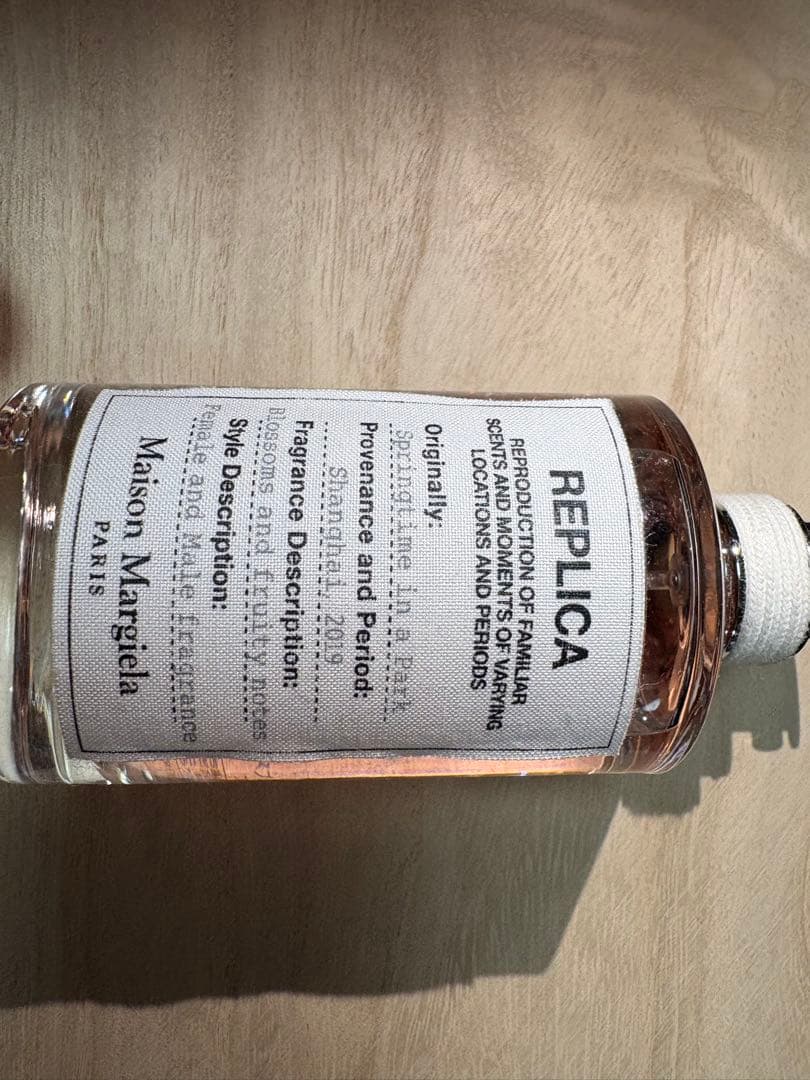 REPLICA
REPRODUCTION OF FAMILIAR
SCENTS AND MOMENTS OF VARYING
LOCATIONS AND PERIODS
Originally:
Springtime in a Park
Provenance and Period:
Shanghai, 2019
Fragrance Description:
Blossoms and fruity notes
Style Description:
Female and Male fragrance
Maison Margiela
PARIS